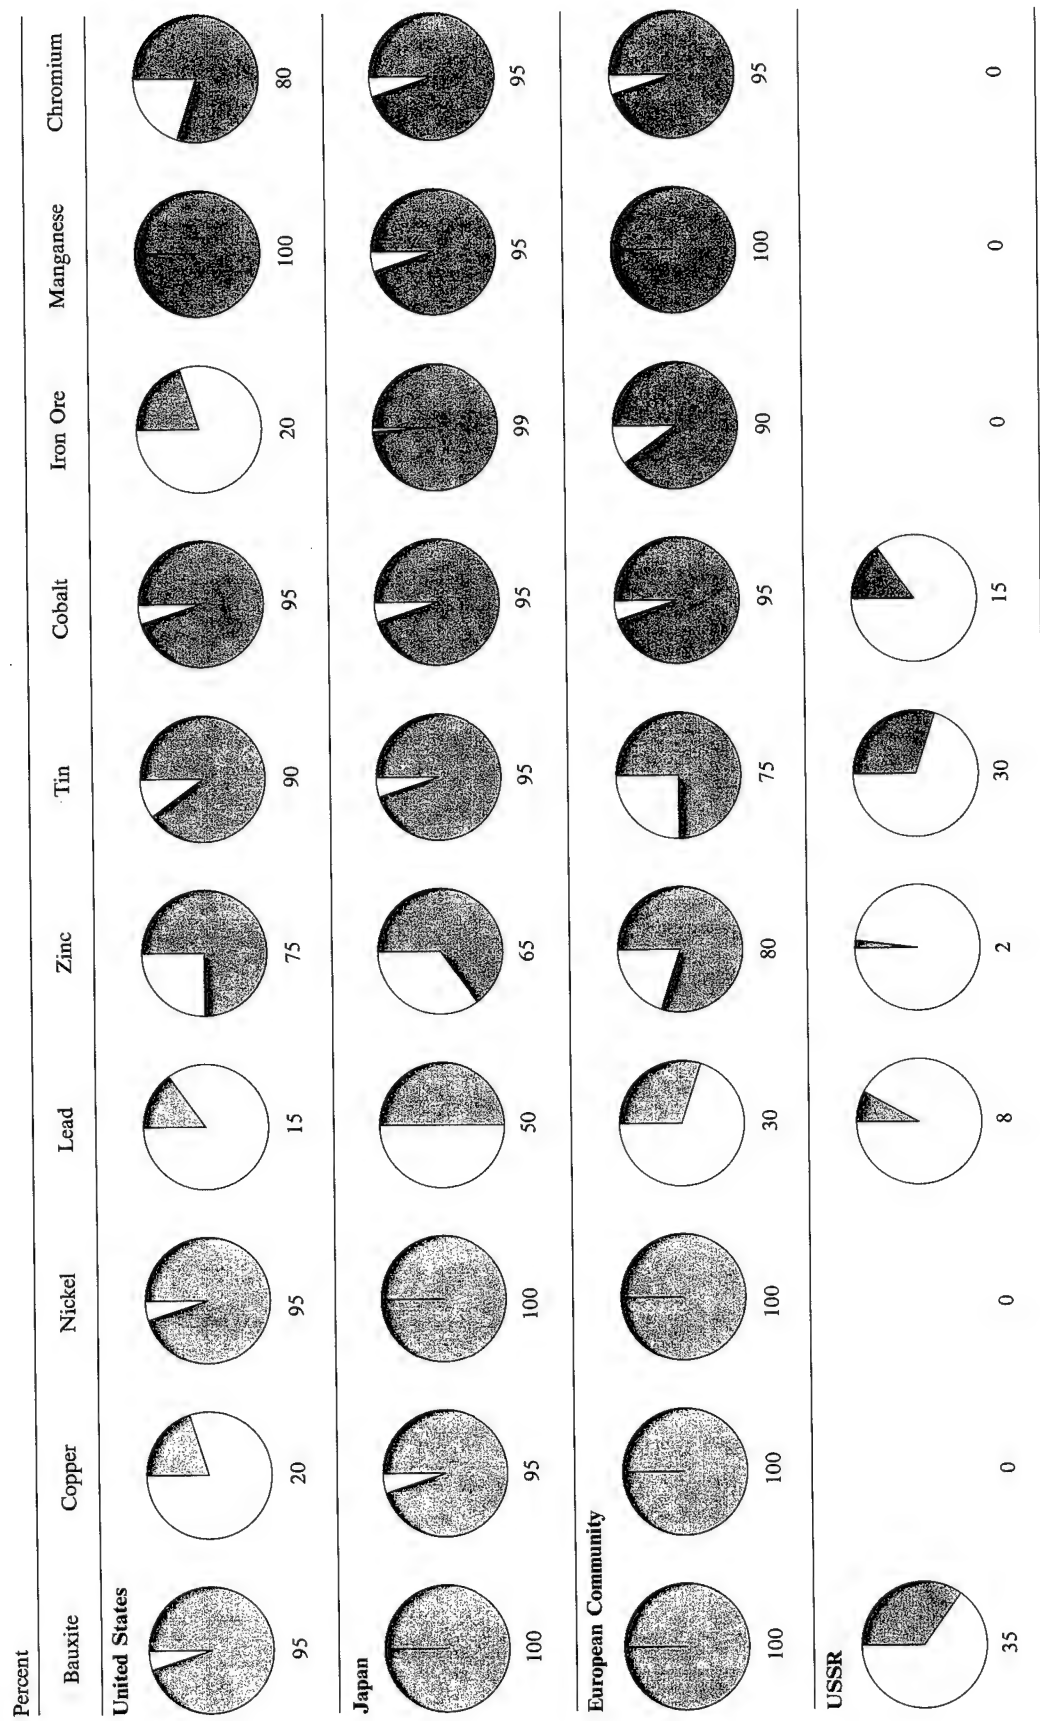 Percent
Bauxite Copper Nickel Lead Zinc Tin Cobalt Iron Ore Manganese Chromium
United States
95 20 95 15 75 90 95 20 100 80
Japan
100 95 100 50 65 95 95 99 95 95
European Community
100 100 100 30 80 75 95 90 100 95
USSR
35 0 0 8 2 30 15 0 0 0